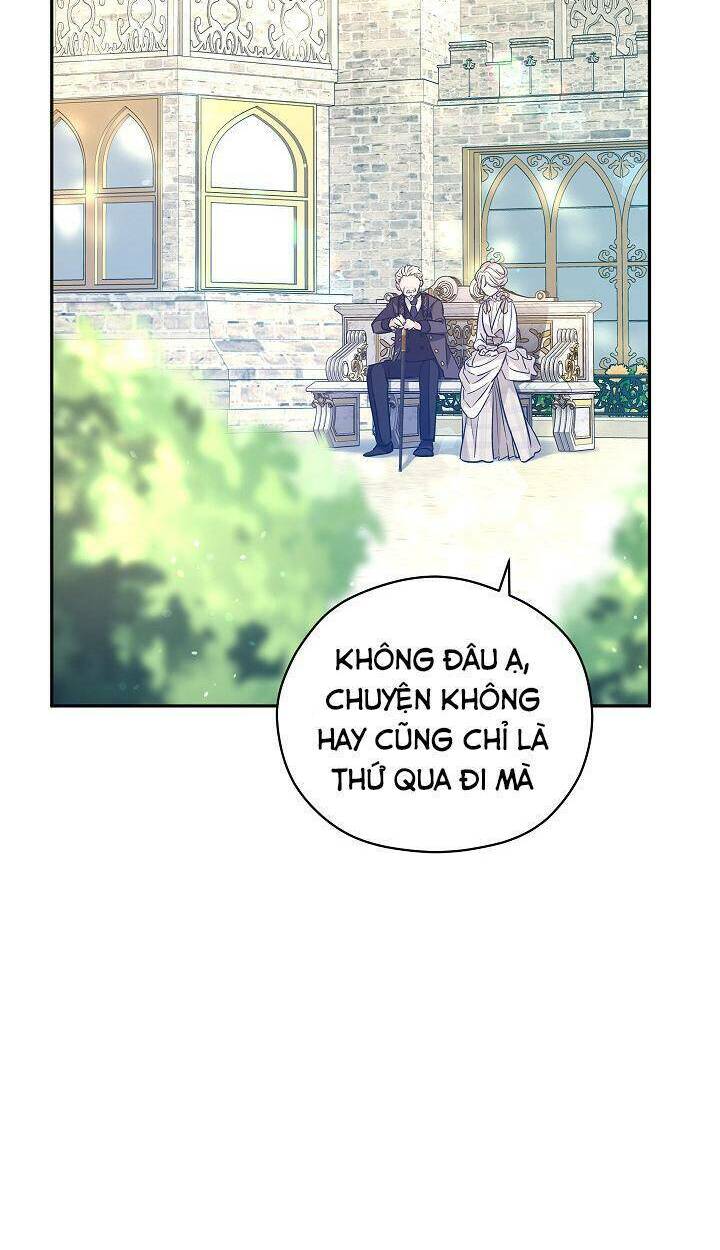 KHÔNG ĐÂU Ạ,
CHUYỆN KHÔNG
HAY CŨNG CHỈ LÀ
THỨ QUA ĐI MÀ